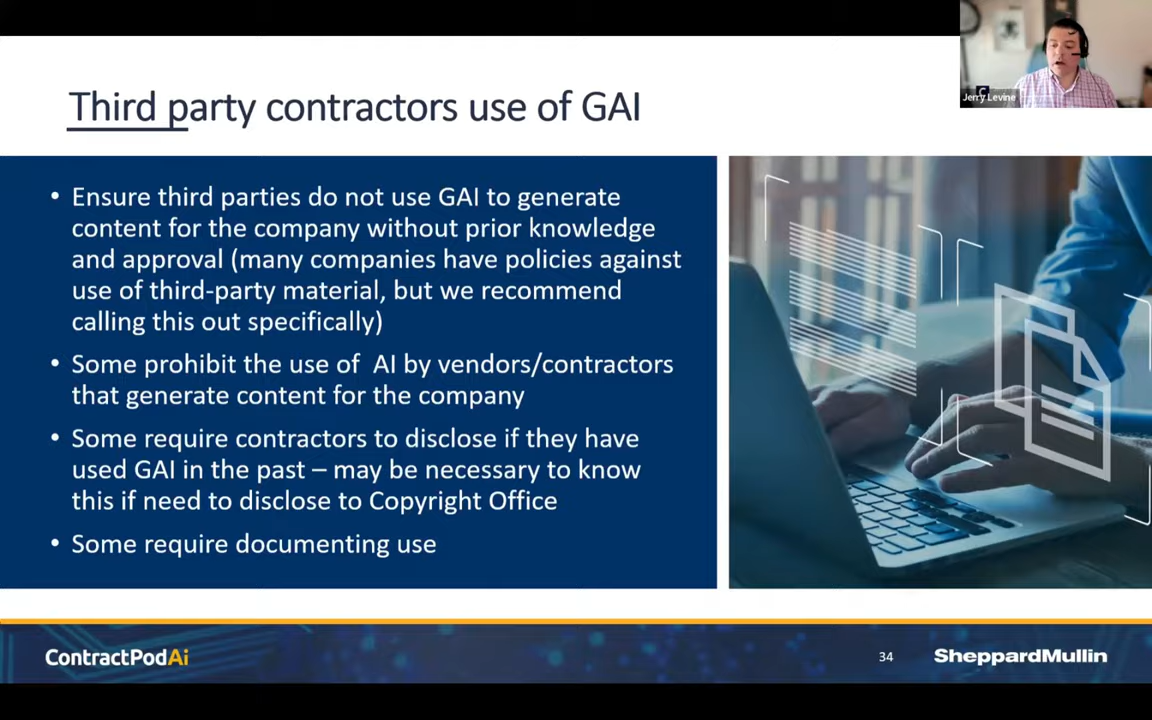 Jerry Levine
Third party contractors use of GAI
• Ensure third parties do not use GAI to generate
content for the company without prior knowledge
and approval (many companies have policies against
use of third-party material, but we recommend
calling this out specifically)
• Some prohibit the use of  AI by vendors/contractors
that generate content for the company
• Some require contractors to disclose if they have
used GAI in the past – may be necessary to know
this if need to disclose to Copyright Office
• Some require documenting use
ContractPodAi
34
SheppardMullin